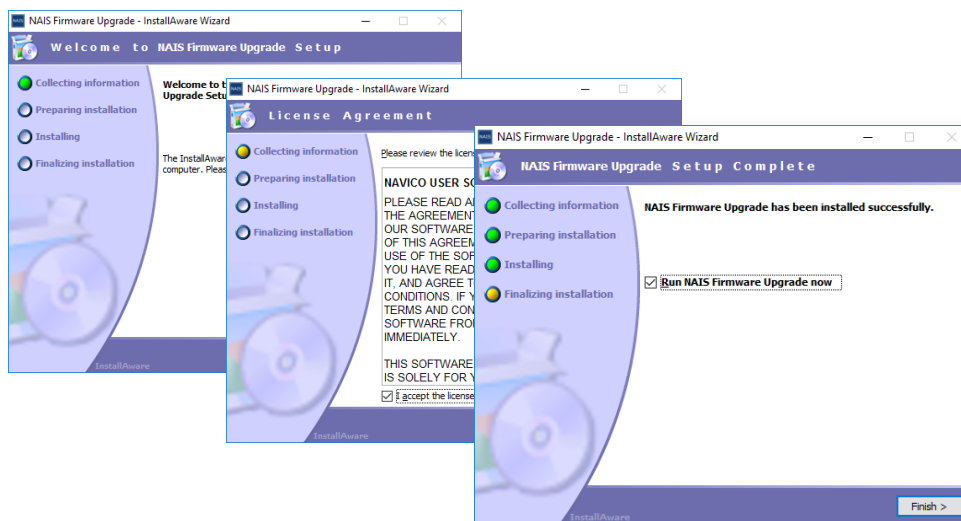 NAIS Firmware Upgrade - InstallAware Wizard
Welcome to NAIS Firmware Upgrade Setup
Collecting information
Preparing installation
Installing
Finalizing installation
Welcome to t
Upgrade Setu
The InstallAwar
computer. Pleas
InstallAware
NAIS Firmware Upgrade - InstallAware Wizard
License Agreement
Collecting information
Preparing installation
Installing
Finalizing installation
Please review the licen
NAVICO USER SO
PLEASE READ A
THE AGREEMENT
OUR SOFTWARE
OF THIS AGREEM
USE OF THE SOF
YOU HAVE READ
IT, AND AGREE T
CONDITIONS. IF Y
TERMS AND CON
SOFTWARE FRO
IMMEDIATELY.
THIS SOFTWARE
IS SOLELY FOR Y
I accept the license
InstallAware
NAIS Firmware Upgrade - InstallAware Wizard
NAIS Firmware Upgrade Setup Complete
Collecting information
Preparing installation
Installing
Finalizing installation
NAIS Firmware Upgrade has been installed successfully.
Run NAIS Firmware Upgrade now
InstallAware
Finish >